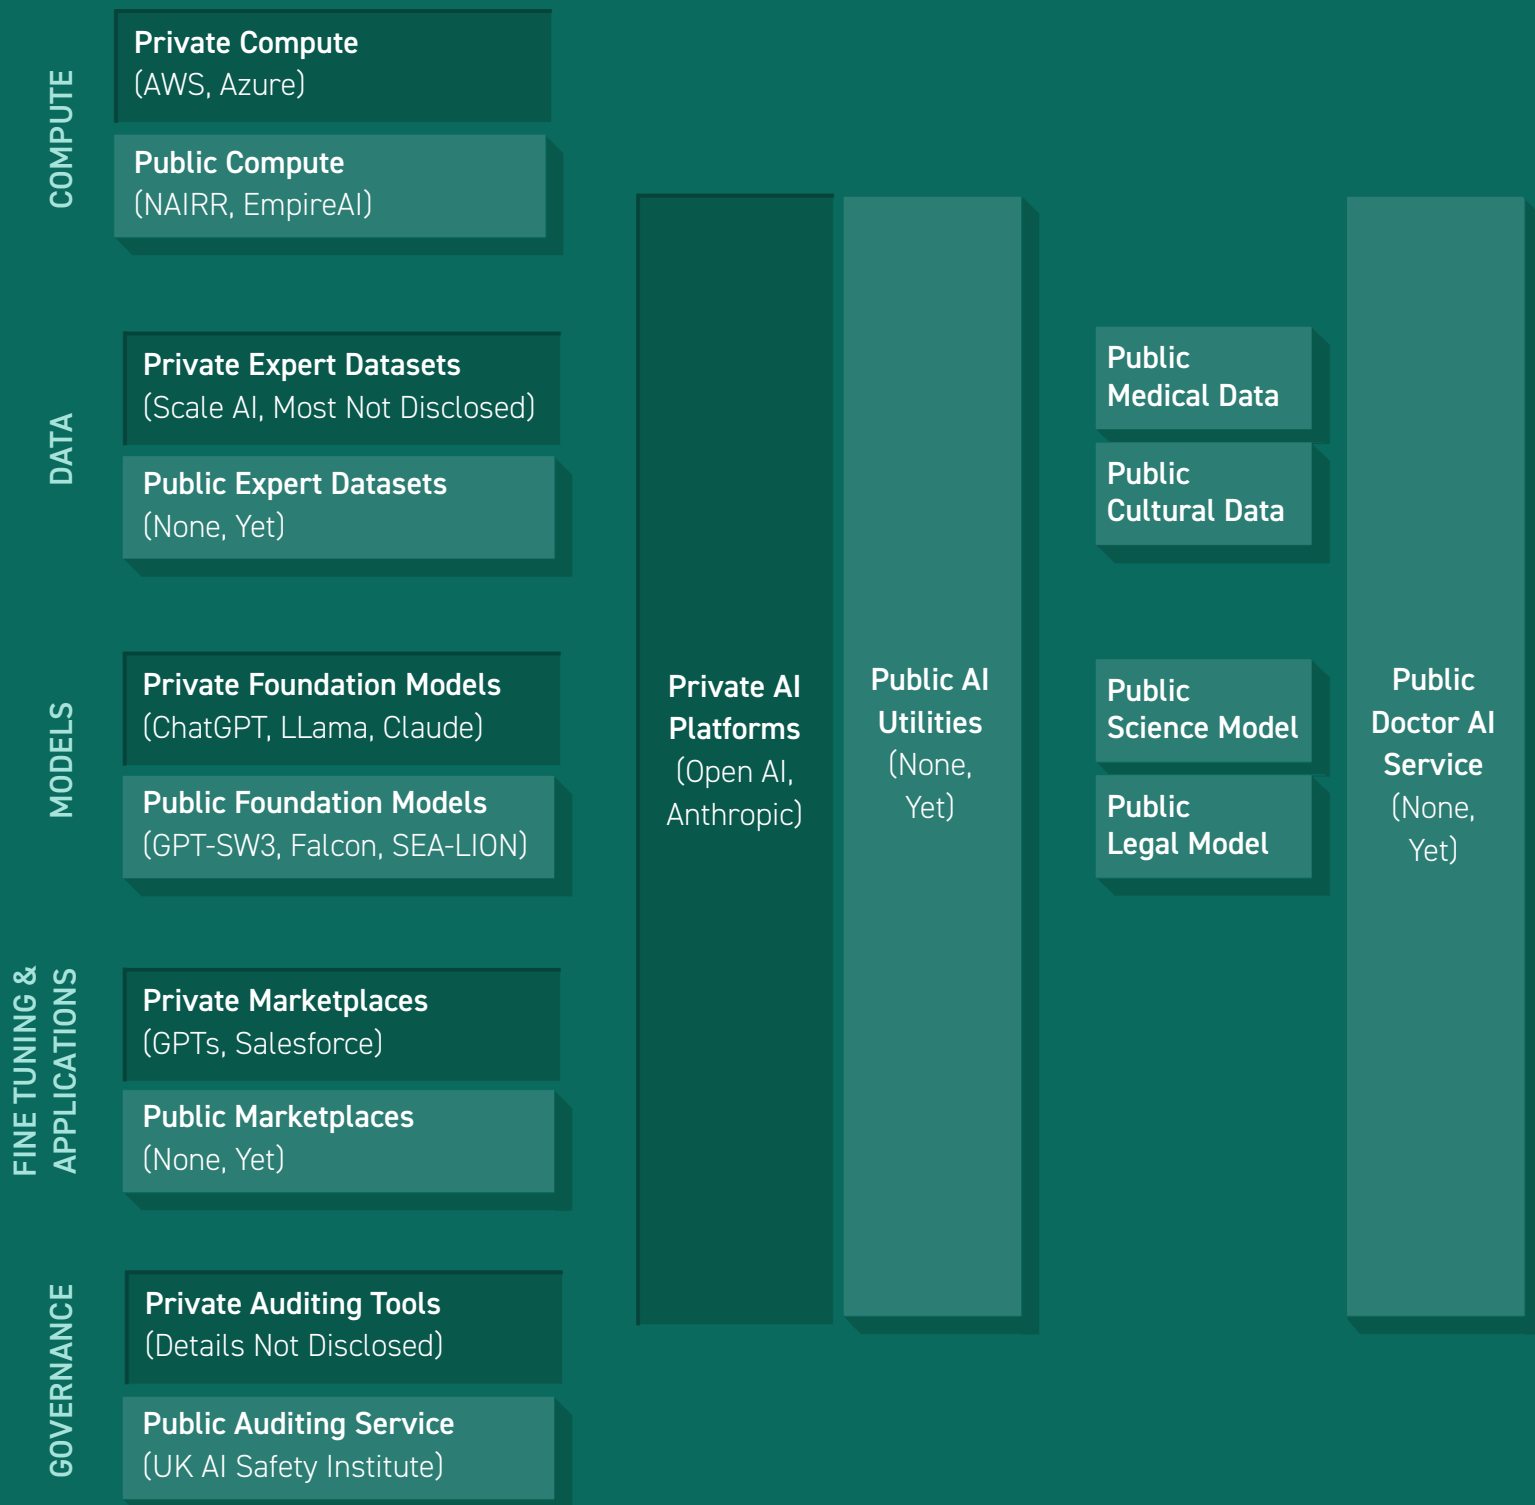 COMPUTE
Private Compute
(AWS, Azure)
Public Compute
(NAIRR, EmpireAI)
DATA
Private Expert Datasets
(Scale AI, Most Not Disclosed)
Public Expert Datasets
(None, Yet)
MODELS
Private Foundation Models
(ChatGPT, LLama, Claude)
Public Foundation Models
(GPT-SW3, Falcon, SEA-LION)
FINE TUNING &
APPLICATIONS
Private Marketplaces
(GPTs, Salesforce)
Public Marketplaces
(None, Yet)
GOVERNANCE
Private Auditing Tools
(Details Not Disclosed)
Public Auditing Service
(UK AI Safety Institute)
Private AI
Platforms
(Open AI,
Anthropic)
Public AI
Utilities
(None,
Yet)
Public
Medical Data
Public
Cultural Data
Public
Science Model
Public
Legal Model
Public
Doctor AI
Service
(None,
Yet)